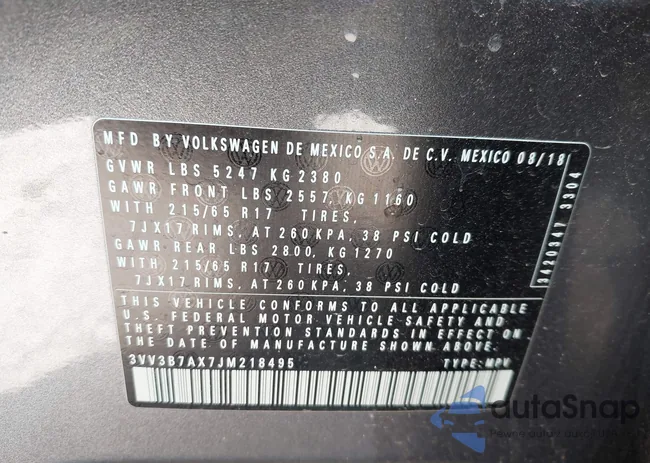 MFD BY VOLKSWAGEN DE MEXICO S.A. DE C.V. MEXICO 08/18
GVWR LBS 5247 KG 2380
GAWR FRONT LBS 2557, KG 1160
WITH 215/65 R17 TIRES,
7JX17 RIMS, AT 260 KPA, 38 PSI COLD
GAWR REAR LBS 2800, KG 1270
WITH 215/65 R17 TIRES,
7JX17 RIMS, AT 260 KPA, 38 PSI COLD
THIS VEHICLE CONFORMS TO ALL APPLICABLE
U.S. FEDERAL MOTOR VEHICLE SAFETY AND
THEFT PREVENTION STANDARDS IN EFFECT ON
THE DATE OF MANUFACTURE SHOWN ABOVE.
3VV3B7AX7JM218495 TYPE: MPV
3420347 3304
autaSnap